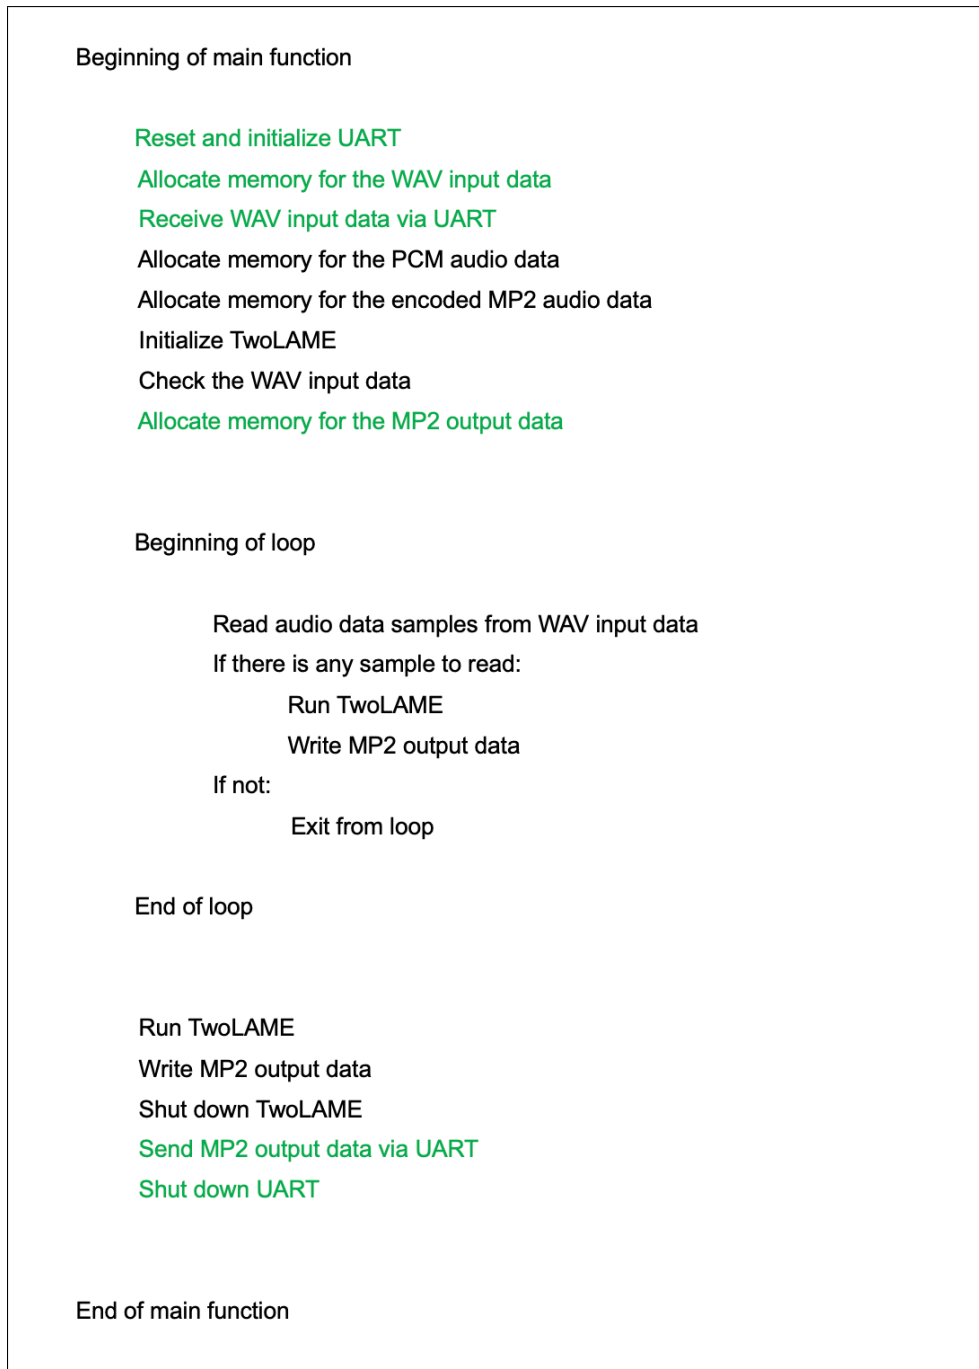 Beginning of main function
Reset and initialize UART
Allocate memory for the WAV input data
Receive WAV input data via UART
Allocate memory for the PCM audio data
Allocate memory for the encoded MP2 audio data
Initialize TwoLAME
Check the WAV input data
Allocate memory for the MP2 output data
Beginning of loop
Read audio data samples from WAV input data
If there is any sample to read:
Run TwoLAME
Write MP2 output data
If not:
Exit from loop
End of loop
Run TwoLAME
Write MP2 output data
Shut down TwoLAME
Send MP2 output data via UART
Shut down UART
End of main function